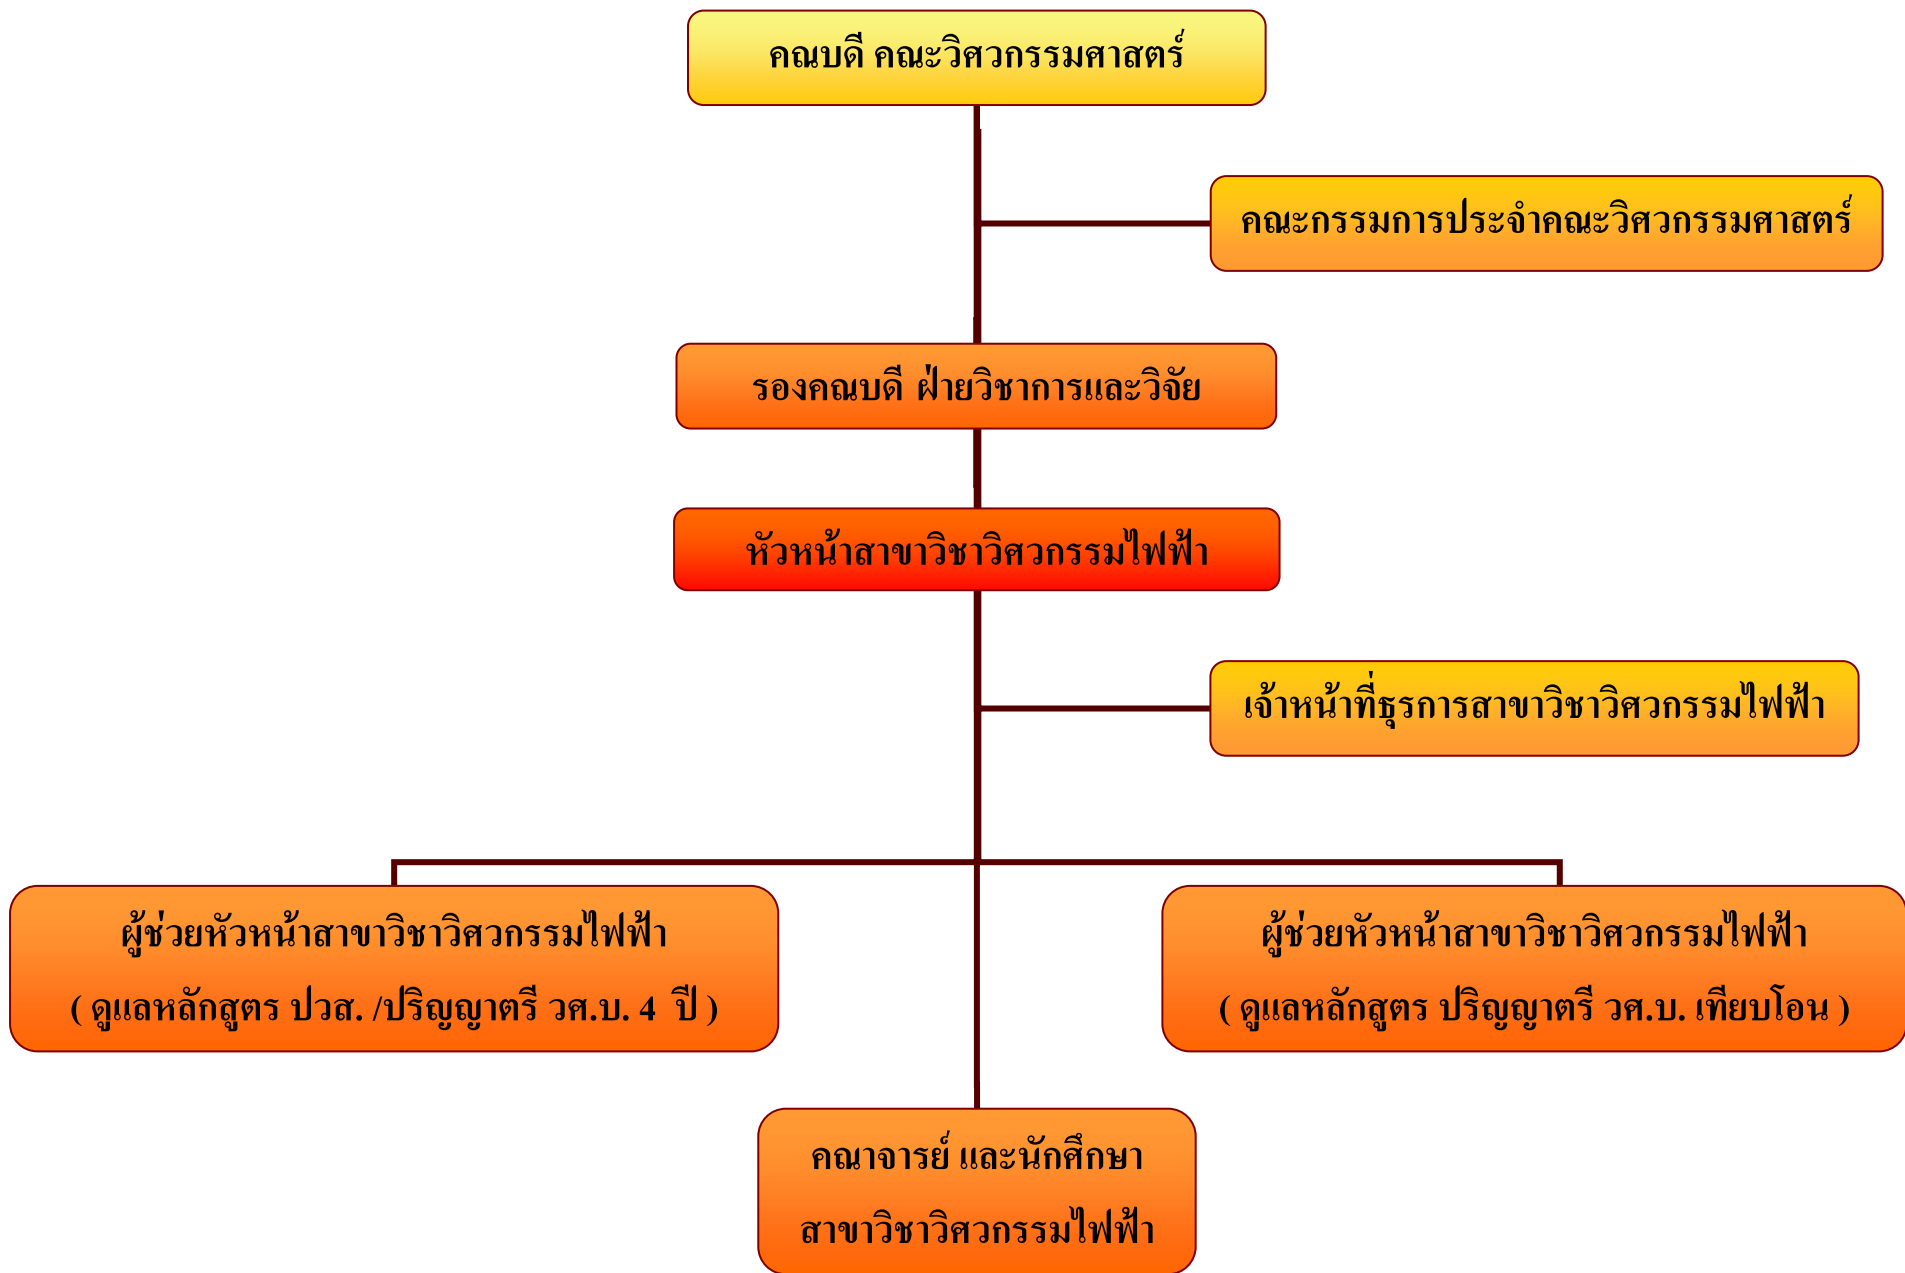 คณบดี คณะวิศวกรรมศาสตร์
คณะกรรมการประจำคณะวิศวกรรมศาสตร์
รองคณบดี ฝ่ายวิชาการและวิจัย
หัวหน้าสาขาวิชาวิศวกรรมไฟฟ้า
เจ้าหน้าที่ธุรการสาขาวิชาวิศวกรรมไฟฟ้า
ผู้ช่วยหัวหน้าสาขาวิชาวิศวกรรมไฟฟ้า
( ดูแลหลักสูตร ปวส. /ปริญญาตรี วศ.บ. 4 ปี )
ผู้ช่วยหัวหน้าสาขาวิชาวิศวกรรมไฟฟ้า
( ดูแลหลักสูตร ปริญญาตรี วศ.บ. เทียบโอน )
คณาจารย์ และนักศึกษา
สาขาวิชาวิศวกรรมไฟฟ้า